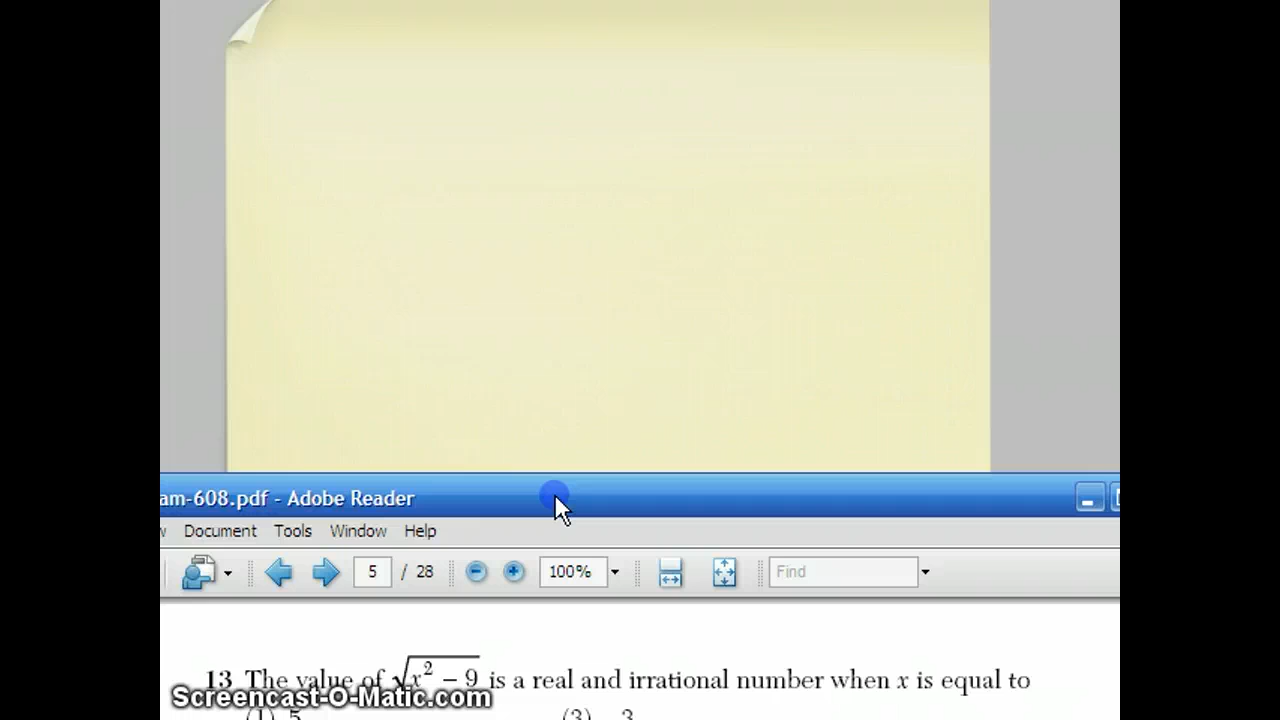 am-608.pdf - Adobe Reader
Document Tools Window Help
5 / 28 100% Find
13 The value of √x² – 9 is a real and irrational number when x is equal to
Screencast-O-Matic.com